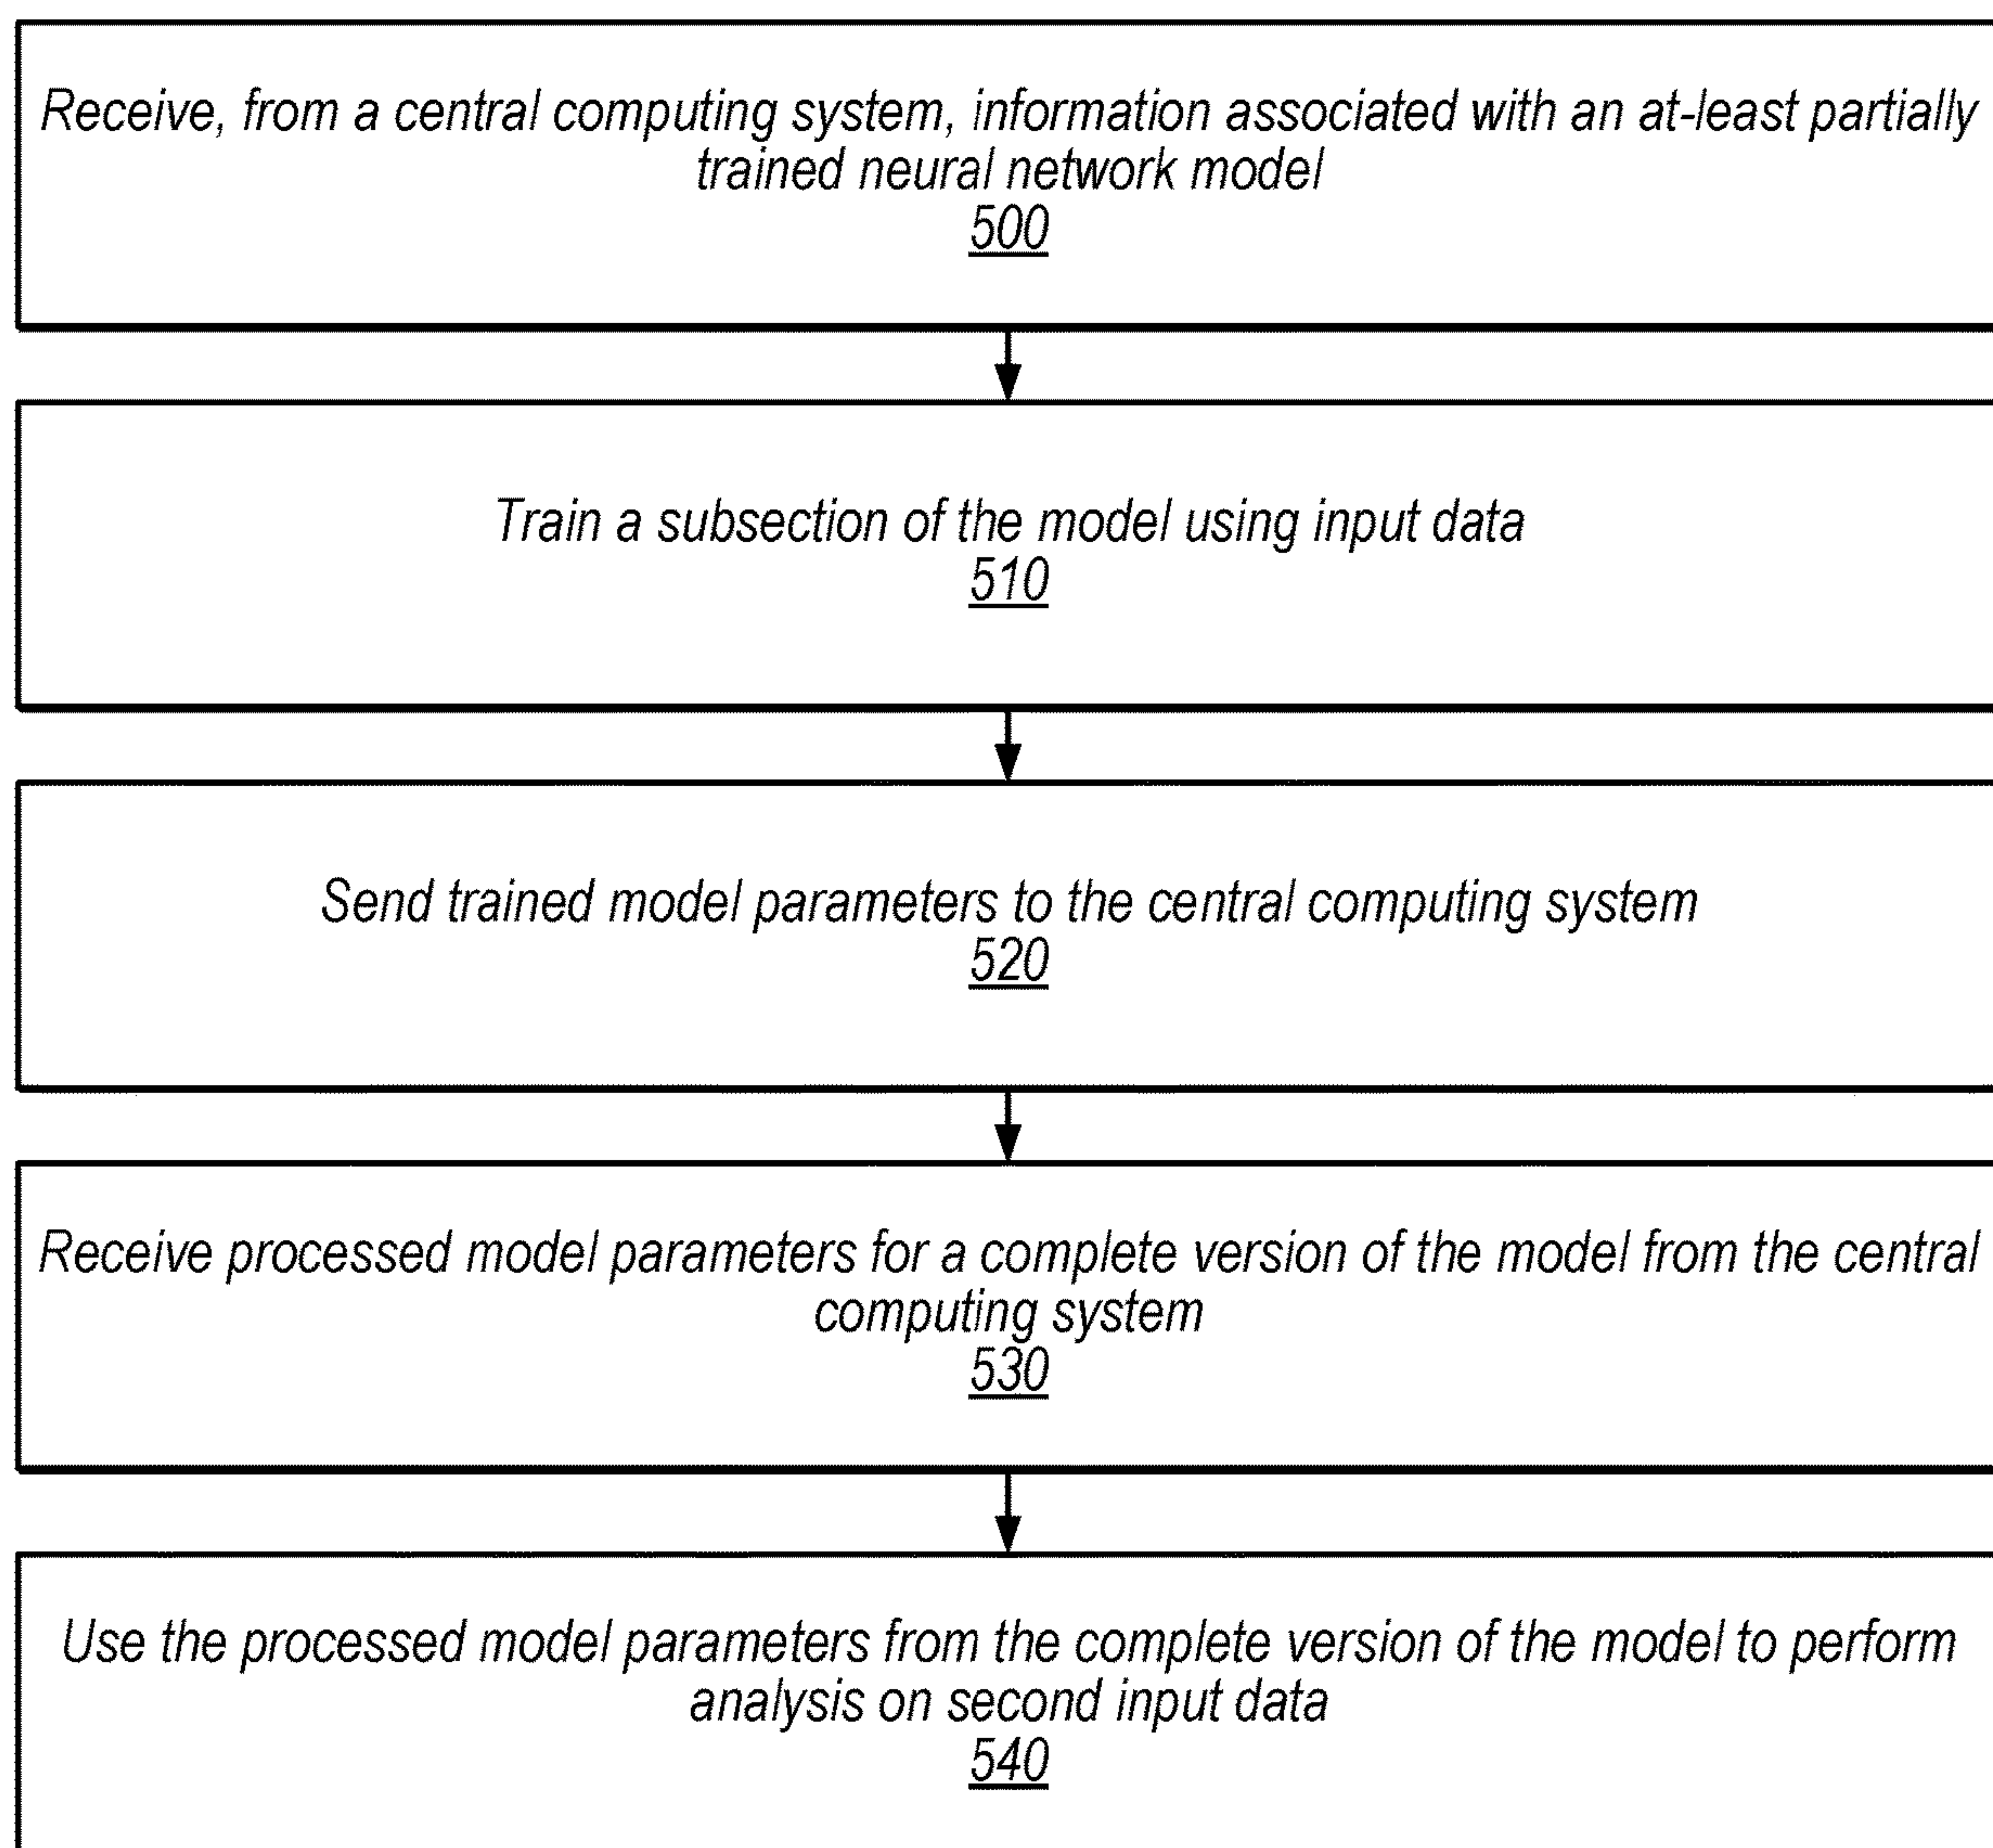 Receive, from a central computing system, information associated with an at-least partially
trained neural network model
500
Train a subsection of the model using input data
510
Send trained model parameters to the central computing system
520
Receive processed model parameters for a complete version of the model from the central
computing system
530
Use the processed model parameters from the complete version of the model to perform
analysis on second input data
540